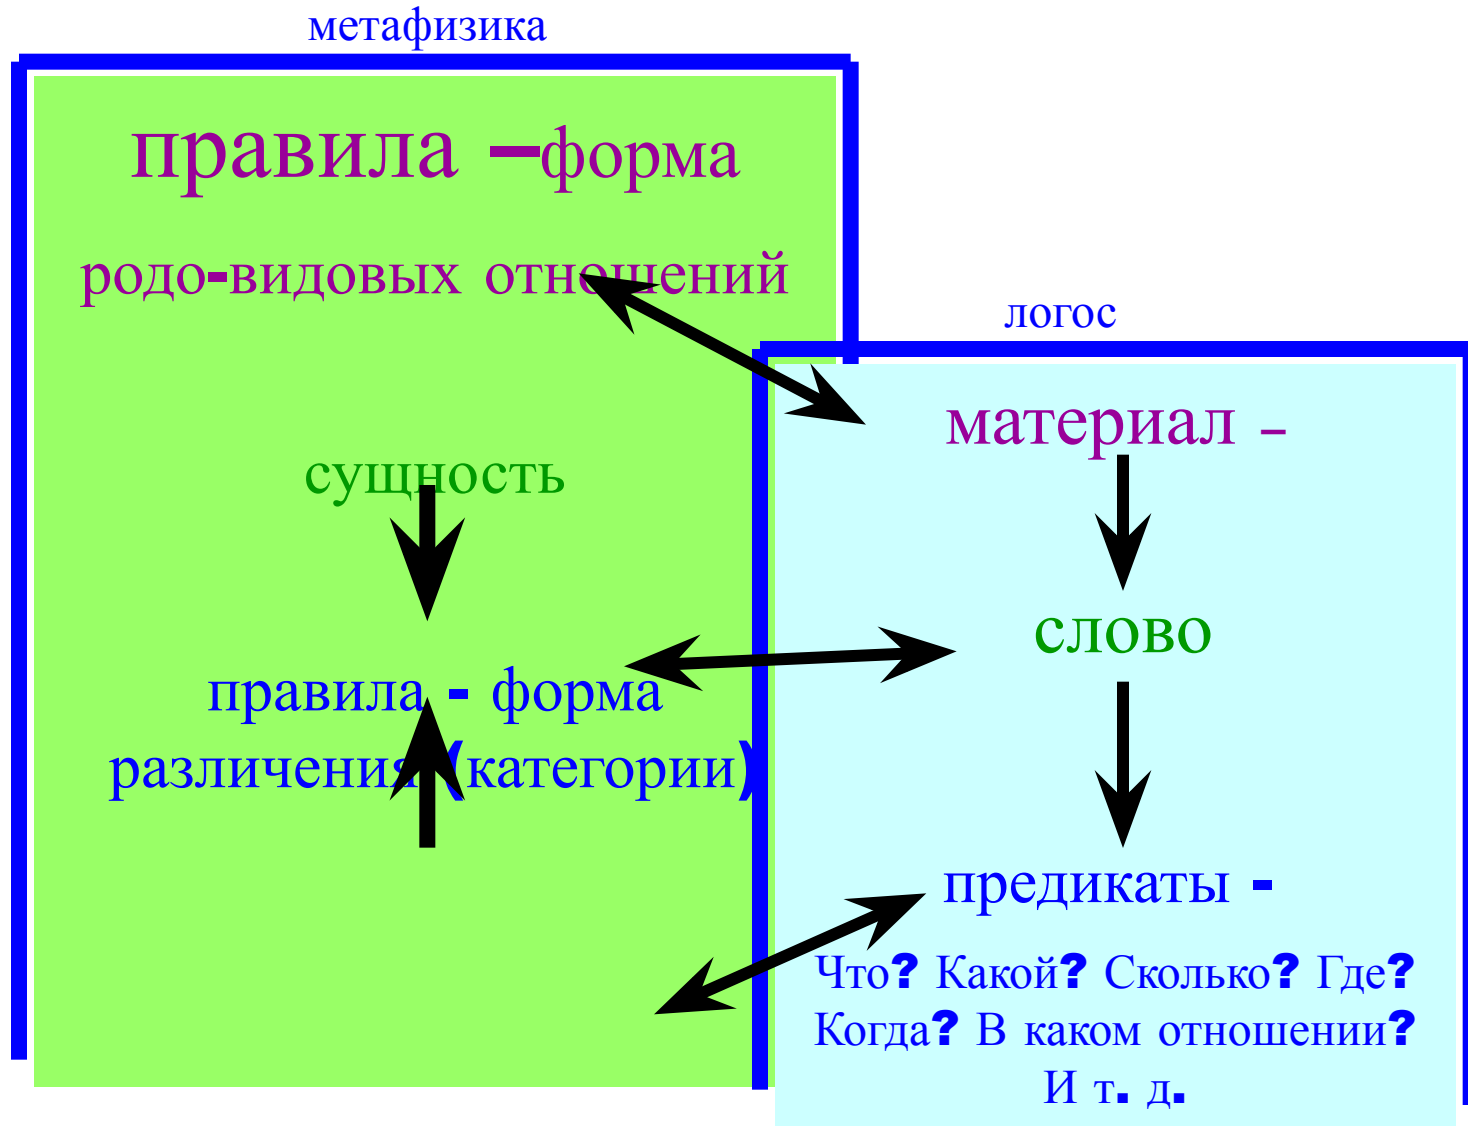 метафизика
правила –форма
родо-видовых отношений
сущность
правила - форма
различения (категории)
логос
материал –
слово
предикаты -
Что? Какой? Сколько? Где?
Когда? В каком отношении?
И т. д.